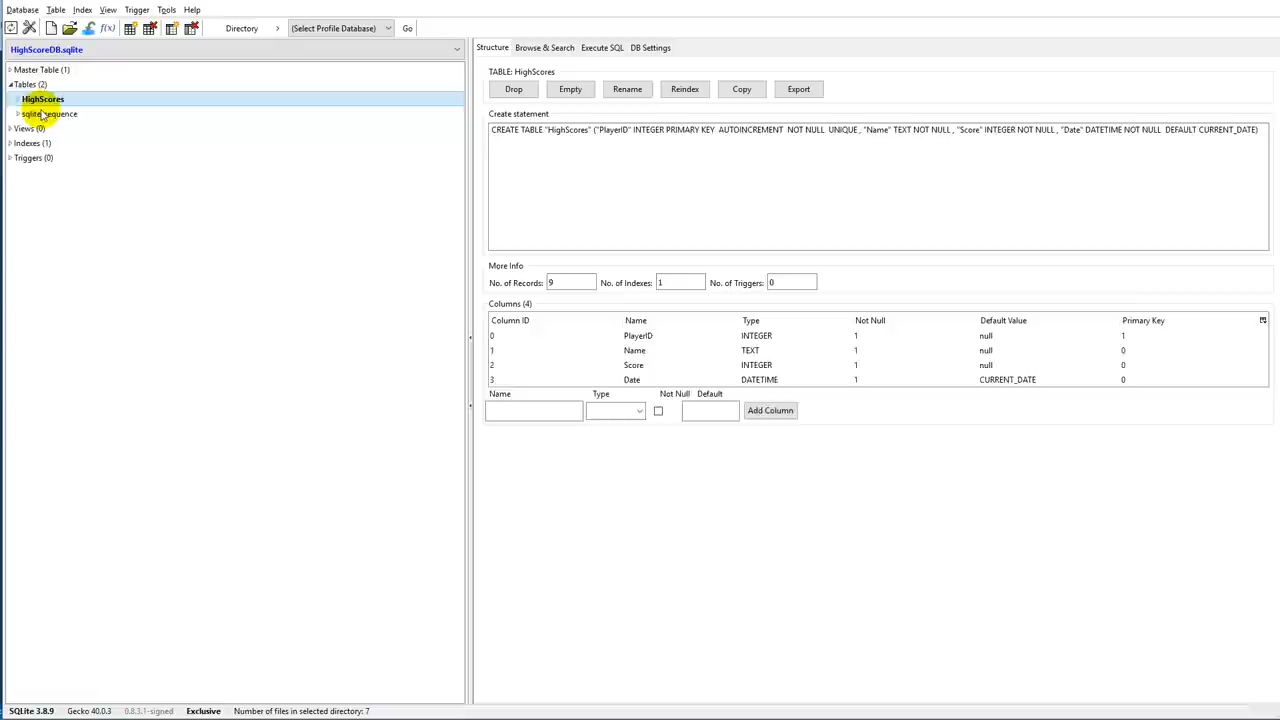 Database Table Index View Trigger Tools Help
f(x) Directory (Select Profile Database) Go
HighScoreDB.sqlite
Master Table (1)
Tables (2)
HighScores
sqlite_sequence
Views (0)
Indexes (1)
Triggers (0)
Structure Browse & Search Execute SQL DB Settings
TABLE: HighScores
Drop Empty Rename Reindex Copy Export
Create statement
CREATE TABLE "HighScores" ("PlayerID" INTEGER PRIMARY KEY AUTOINCREMENT NOT NULL UNIQUE , "Name" TEXT NOT NULL , "Score" INTEGER NOT NULL , "Date" DATETIME NOT NULL DEFAULT CURRENT_DATE)
More Info
No. of Records: 9 No. of Indexes: 1 No. of Triggers: 0
Columns (4)
Column ID Name Type Not Null Default Value Primary Key
0 PlayerID INTEGER 1 null 1
1 Name TEXT 1 null 0
2 Score INTEGER 1 null 0
3 Date DATETIME 1 CURRENT_DATE 0
Name Type Not Null Default
Add Column
SQLite 3.8.9 Gecko 40.0.3 0.8.3.1-signed Exclusive Number of files in selected directory: 7